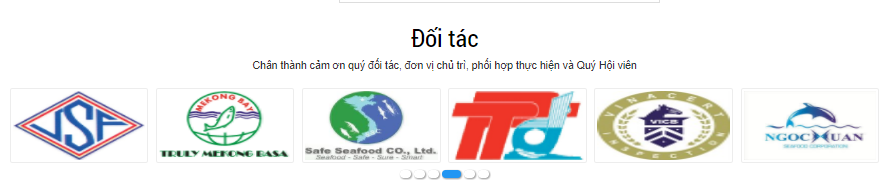 Đối tác
Chân thành cảm ơn quý đối tác, đơn vị chủ trì, phối hợp thực hiện và Quý Hội viên
VSF
MEKONG BAY
TRULY MEKONG BASA
Safe Seafood CO., Ltd.
Seafood - Safe - Sure - Smart
TTd
VINACERT
VICB
INSPECTION
NGOC XUAN
SEAFOOD CORPORATION